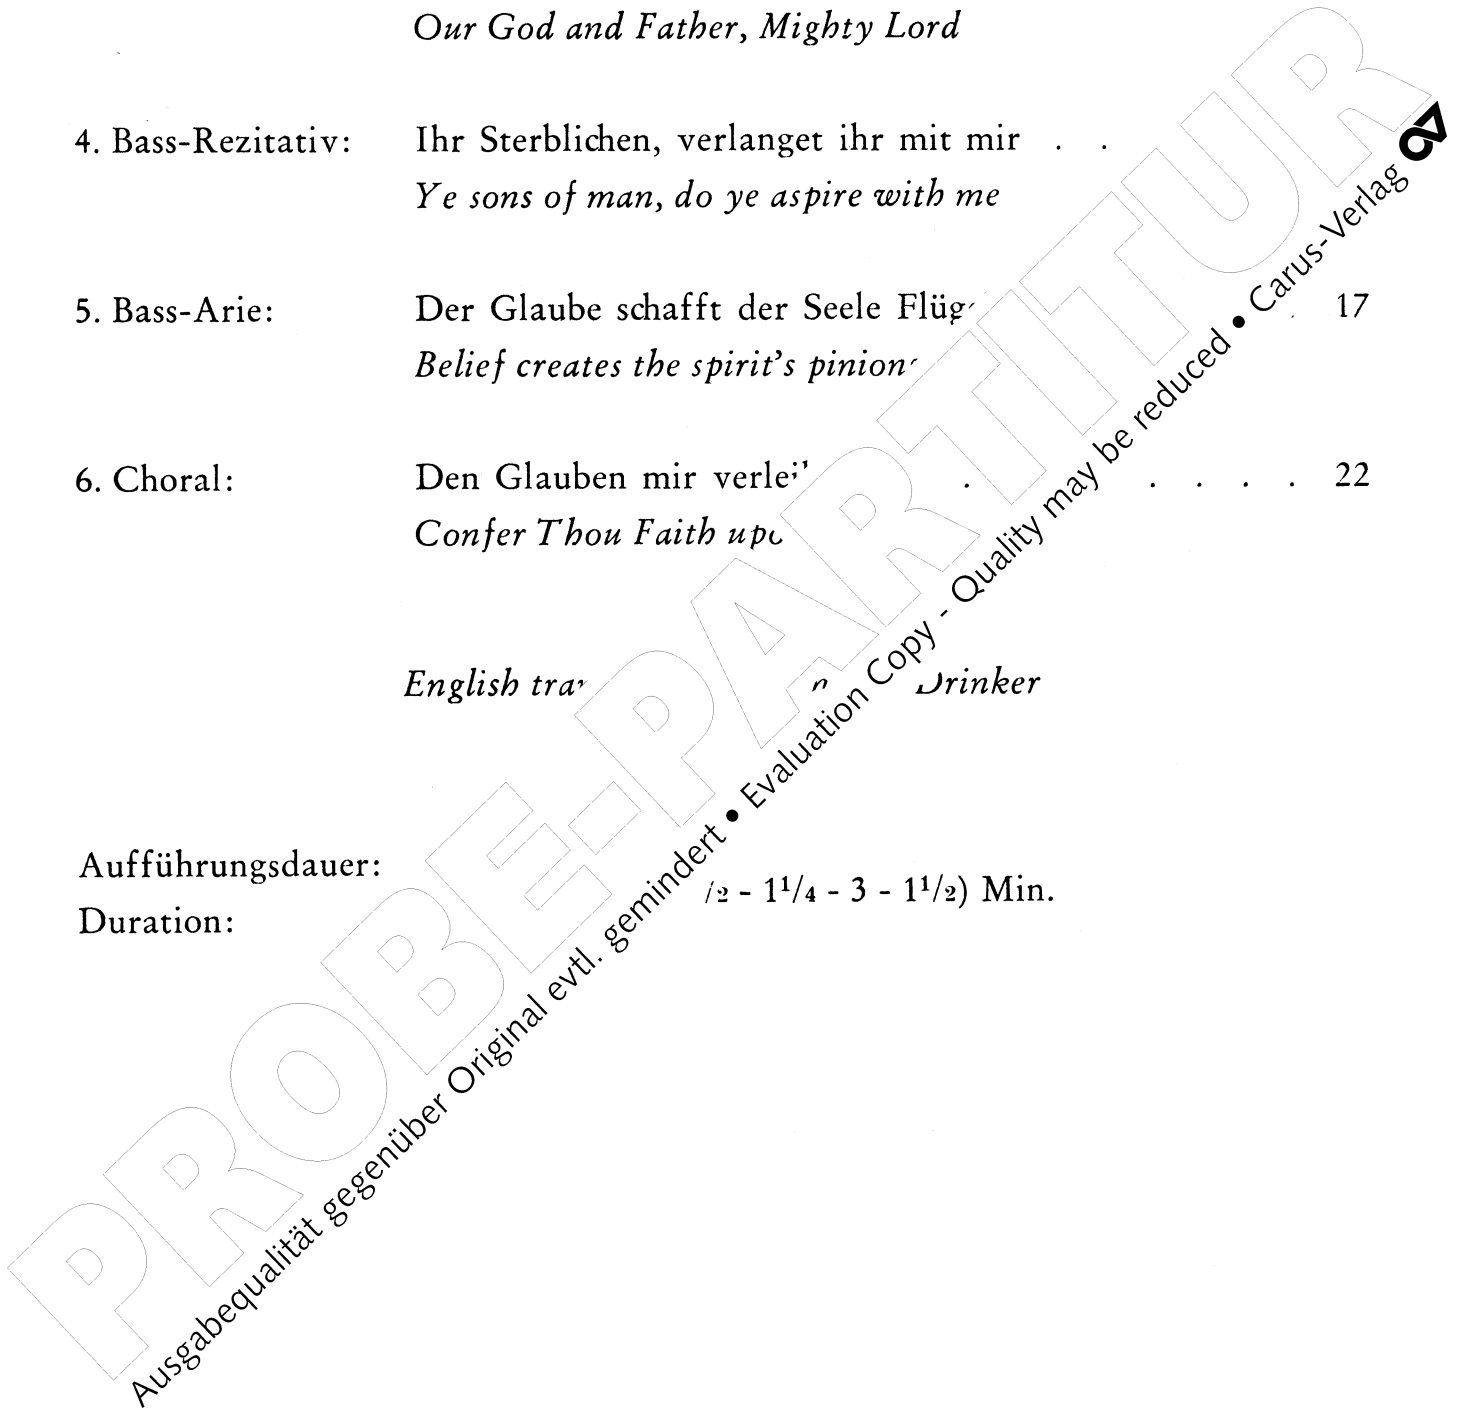 Our God and Father, Mighty Lord
4. Bass-Rezitativ: Ihr Sterblichen, verlanget ihr mit mir . .
Ye sons of man, do ye aspire with me
5. Bass-Arie: Der Glaube schafft der Seele 17
Belief creates the spirit's
6. Choral: Den Glauben mir . . . . . 22
Confer Thou Faith
English Drinker
Aufführungsdauer:
/2 - 1¹/4 - 3 - 1¹/2) Min.
Duration:
PROBE-PARTITUR
Ausgabequalität gegenüber Original evtl. gemindert • Evaluation Copy - Quality may be reduced • Carus-Verlag